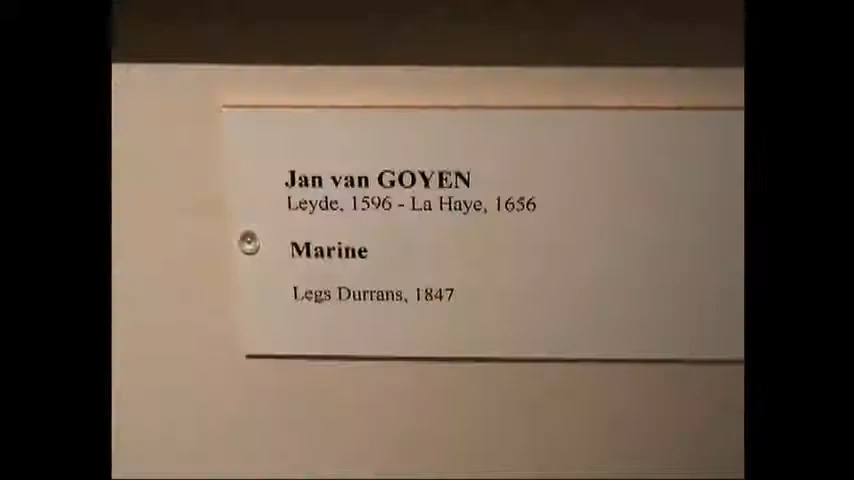 Jan van GOYEN
Leyde, 1596 - La Haye, 1656
Marine
Legs Durrans, 1847